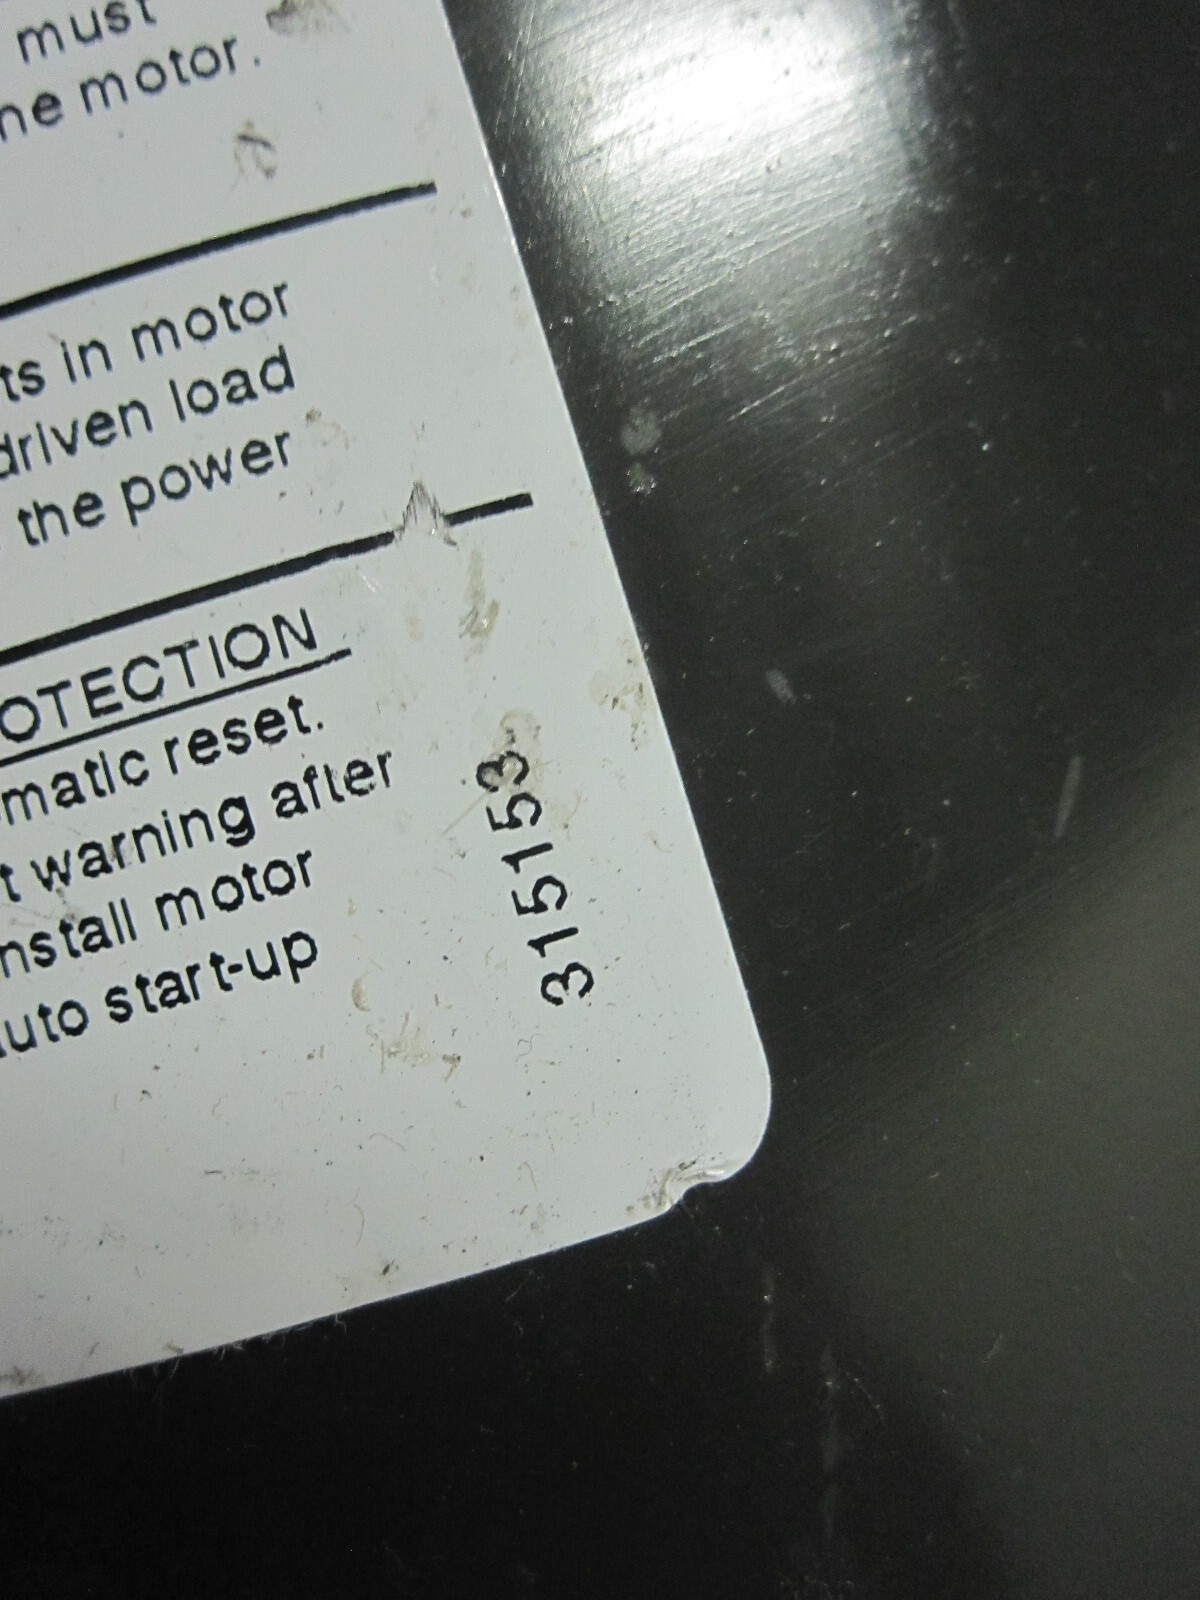 must
ne motor.
ts in motor
driven load
the power
OTECTION
matic reset.
t warning after
nstall motor
auto start-up
315153